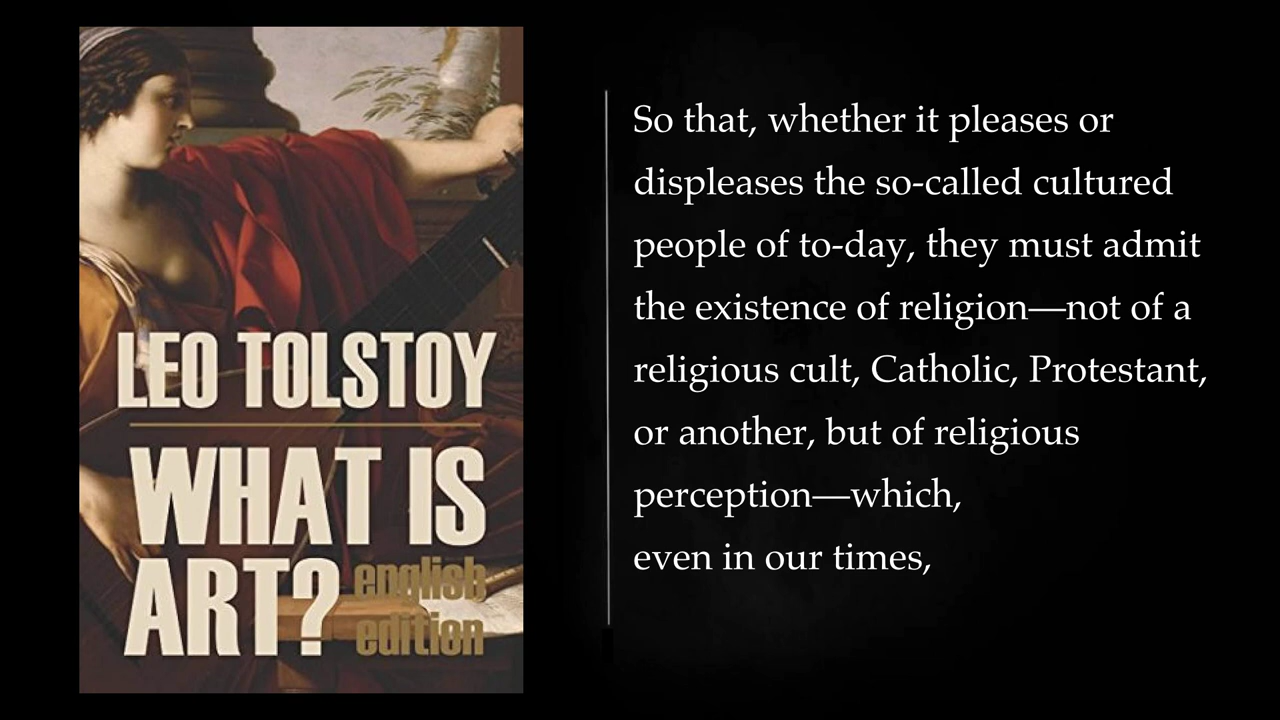 LEO TOLSTOY
WHAT IS
ART?
english
edition
So that, whether it pleases or
displeases the so-called cultured
people of to-day, they must admit
the existence of religion—not of a
religious cult, Catholic, Protestant,
or another, but of religious
perception—which,
even in our times,